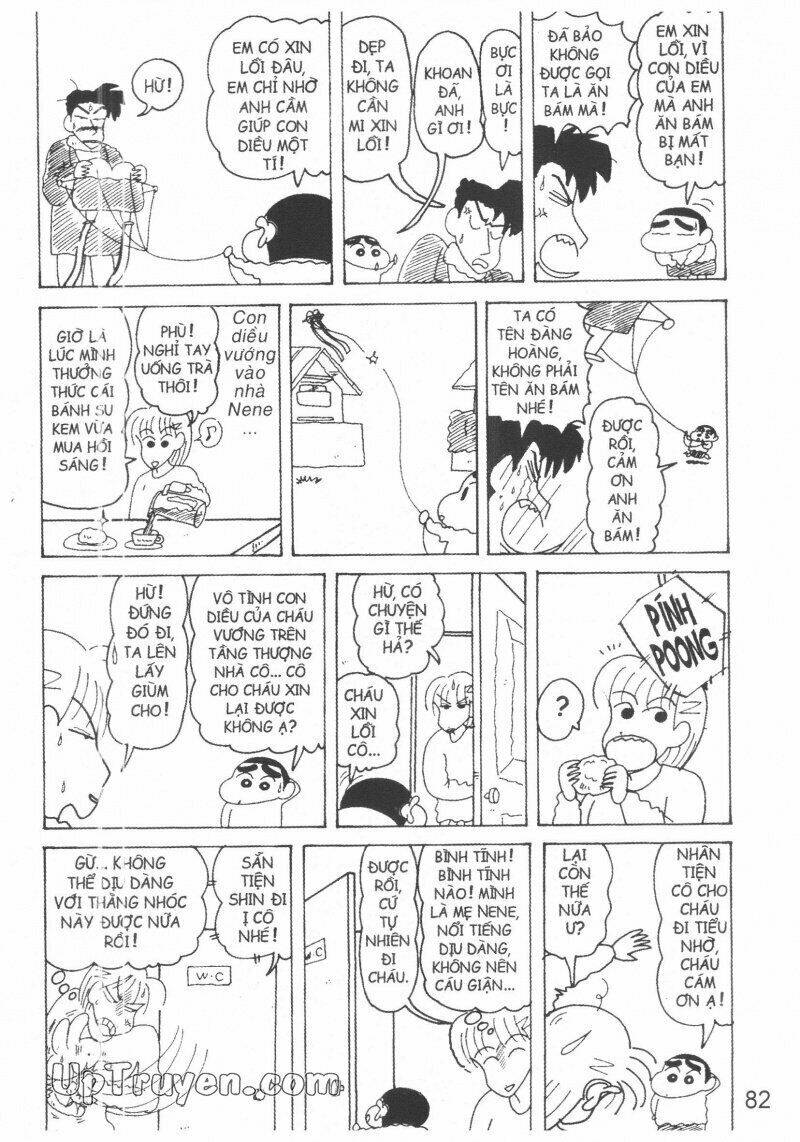 EM XIN
LỖI, VÌ
CON DIỀU
CỦA EM
MÀ ANH
ĂN BÁM
BỊ MẤT
BẠN!
ĐÃ BẢO
KHÔNG
ĐƯỢC GỌI
TA LÀ ĂN
BÁM MÀ!
BỰC
ƠI
LÀ
BỰC
!
KHOAN
ĐÃ, ANH
GÌ ƠI!
DẸP
ĐI, TA
KHÔNG
CẦN
MI XIN
LỖI!
EM CÓ XIN
LỖI ĐÂU,
EM CHỈ NHỜ
ANH CẦM
GIÚP CON
DIỀU MỘT
TÍ!
HỪ!
TA CÓ
TÊN ĐÀNG
HOÀNG,
KHÔNG PHẢI
TÊN ĂN BÁM
NHÉ!
ĐƯỢC
RỒI,
CẢM
ƠN
ANH
ĂN
BÁM!
Con
diều
vướng
vào
nhà
Nene
...
PHÙ!
NGHỈ TAY
UỐNG TRÀ
THÔI!
GIỜ LÀ
LÚC MÌNH
THƯỞNG
THỨC CÁI
BÁNH SU
KEM VỪA
MUA HỒI
SÁNG!
PÍNH
POONG
?
HỪ, CÓ
CHUYỆN
GÌ THẾ
HẢ?
CHÁU
XIN
LỖI
CÔ...
VÔ TÌNH CON
DIỀU CỦA CHÁU
VƯƠNG TRÊN
TẦNG THƯỢNG
NHÀ CÔ... CÔ
CHO CHÁU XIN
LẠI ĐƯỢC
KHÔNG Ạ?
HỪ!
ĐỨNG
ĐÓ ĐI,
TA LÊN
LẤY
GIÙM
CHO!
NHÂN
TIỆN
CÔ CHO
CHÁU
ĐI TIỂU
NHỜ,
CHÁU
CÁM
ƠN Ạ!
LẠI
CÒN
THẾ
NỮA
Ư?
BÌNH TĨNH!
BÌNH TĨNH
NÀO! MÌNH
LÀ MẸ NENE,
NỔI TIẾNG
DỊU DÀNG,
KHÔNG NÊN
CÁU GIẬN...
ĐƯỢC
RỒI,
CỨ
TỰ
NHIÊN
ĐI
CHÁU.
SẴN
TIỆN
SHIN ĐI
Ị CÔ
NHÉ!
GỪ... KHÔNG
THỂ DỊU DÀNG
VỚI THẰNG NHÓC
NÀY ĐƯỢC NỮA
RỒI!
W.C
W.C
UpTruyen.com
82